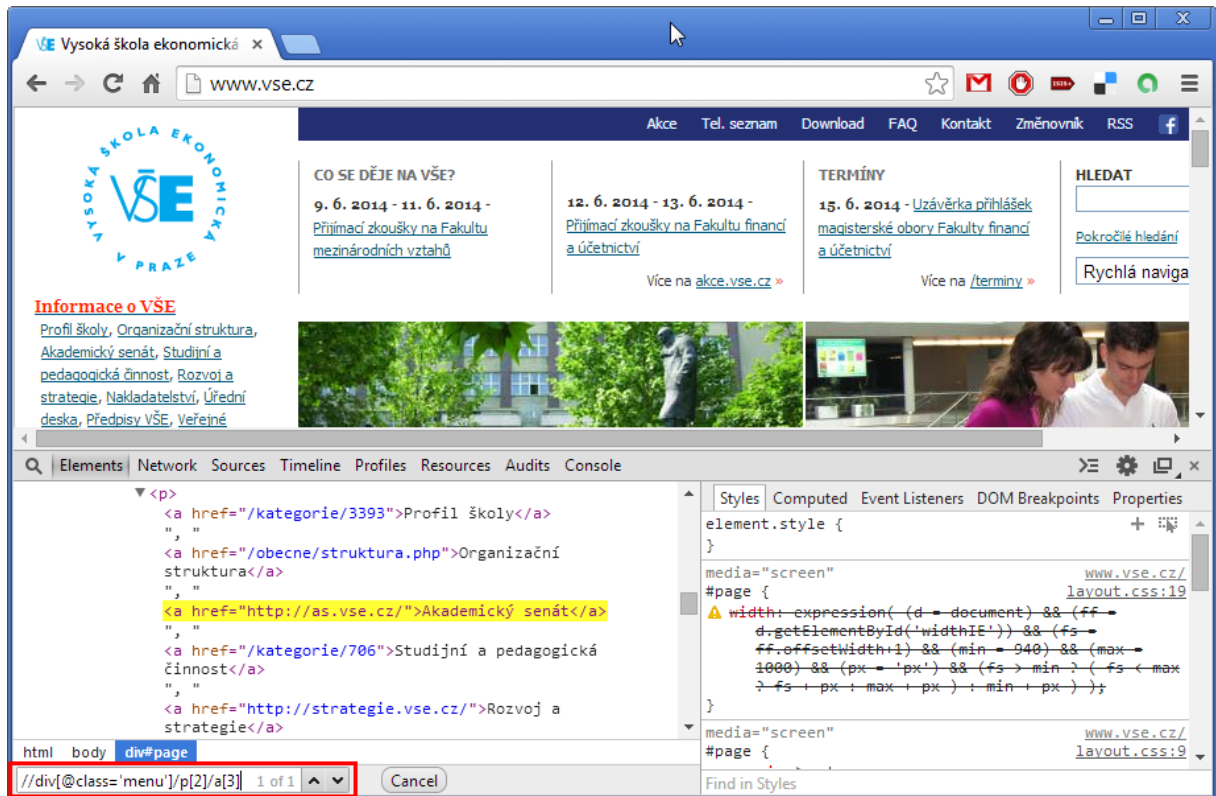 VŠE Vysoká škola ekonomická ×
www.vse.cz
ISIS+
VYSOKÁ ŠKOLA EKONOMICKÁ V PRAZE
VŠE
Akce Tel. seznam Download FAQ Kontakt Změnovník RSS f
CO SE DĚJE NA VŠE?
9. 6. 2014 - 11. 6. 2014 -
Přijímací zkoušky na Fakultu
mezinárodních vztahů
12. 6. 2014 - 13. 6. 2014 -
Přijímací zkoušky na Fakultu financí
a účetnictví
Více na akce.vse.cz »
TERMÍNY
15. 6. 2014 - Uzávěrka přihlášek
magisterské obory Fakulty financí
a účetnictví
Více na /terminy »
HLEDAT
Pokročilé hledání
Rychlá naviga
Informace o VŠE
Profil školy, Organizační struktura,
Akademický senát, Studijní a
pedagogická činnost, Rozvoj a
strategie, Nakladatelství, Úřední
deska, Předpisy VŠE, Veřejné
Elements Network Sources Timeline Profiles Resources Audits Console
▼<p>
<a href="/kategorie/3393">Profil školy</a>
", "
<a href="/obecne/struktura.php">Organizační
struktura</a>
", "
<a href="http://as.vse.cz/">Akademický senát</a>
", "
<a href="/kategorie/706">Studijní a pedagogická
činnost</a>
", "
<a href="http://strategie.vse.cz/">Rozvoj a
strategie</a>
html body div#page
//div[@class='menu']/p[2]/a[3] 1 of 1 Cancel
Styles Computed Event Listeners DOM Breakpoints Properties
element.style {
}
media="screen" www.vse.cz/
#page { layout.css:19
width: expression( (d = document) && (ff =
d.getElementById('widthIE')) && (fs =
ff.offsetWidth+1) && (min = 940) && (max =
1000) && (px = 'px') && (fs > min ? ( fs < max
? fs + px : max + px ) : min + px ) );
}
media="screen" www.vse.cz/
#page { layout.css:9
Find in Styles